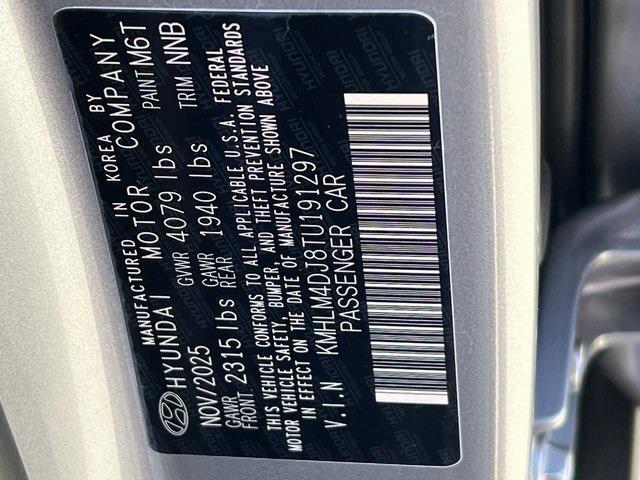 MANUFACTURED IN KOREA BY
HYUNDAI MOTOR COMPANY
NOV/2025 GVWR 4079 lbs PAINT M6T
GAWR FRONT 2315 lbs GAWR REAR 1940 lbs TRIM NNB
THIS VEHICLE CONFORMS TO ALL APPLICABLE U.S.A. FEDERAL
MOTOR VEHICLE SAFETY, BUMPER, AND THEFT PREVENTION STANDARDS
IN EFFECT ON THE DATE OF MANUFACTURE SHOWN ABOVE
V.I.N KMHLM4DJ8TU191297
PASSENGER CAR